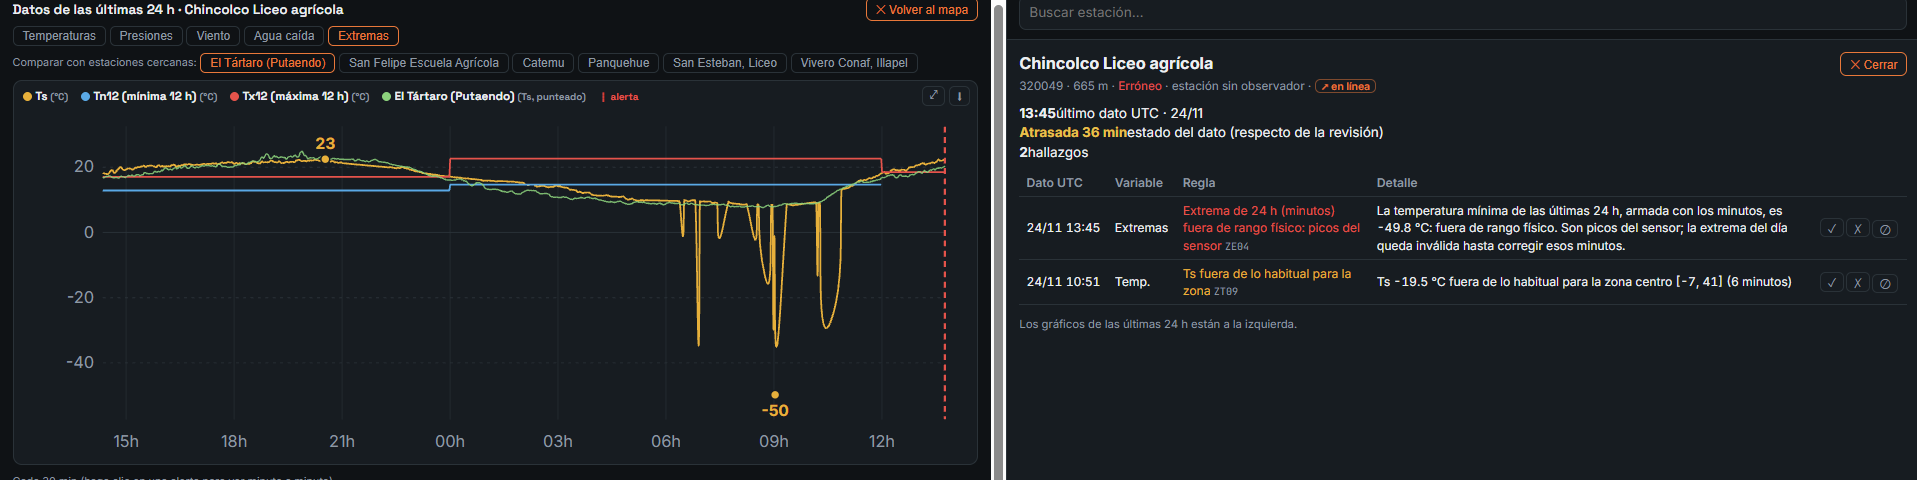 Datos de las últimas 24 h · Chincolco Liceo agrícola
✕ Volver al mapa
Temperaturas Presiones Viento Agua caída Extremas
Comparar con estaciones cercanas: El Tártaro (Putaendo) San Felipe Escuela Agrícola Catemu Panquehue San Esteban, Liceo Vivero Conaf, Illapel
Ts (°C) Tn12 (mínima 12 h) (°C) Tx12 (máxima 12 h) (°C) El Tártaro (Putaendo) (Ts, punteado) | alerta
23
20
0
-20
-40
-50
15h 18h 21h 00h 03h 06h 09h 12h
Buscar estación...
Chincolco Liceo agrícola
✕ Cerrar
320049 · 665 m · Erróneo · estación sin observador · ↗ en línea
13:45último dato UTC · 24/11
Atrasada 36 minestado del dato (respecto de la revisión)
2hallazgos
Dato UTC Variable Regla Detalle
24/11 13:45 Extremas
Extrema de 24 h (minutos)
fuera de rango físico: picos del
sensor ZE04
La temperatura mínima de las últimas 24 h, armada con los minutos, es
-49.8 °C: fuera de rango físico. Son picos del sensor; la extrema del día
queda inválida hasta corregir esos minutos.
24/11 10:51 Temp.
Ts fuera de lo habitual para la
zona ZT09
Ts -19.5 °C fuera de lo habitual para la zona centro [-7, 41] (6 minutos)
Los gráficos de las últimas 24 h están a la izquierda.